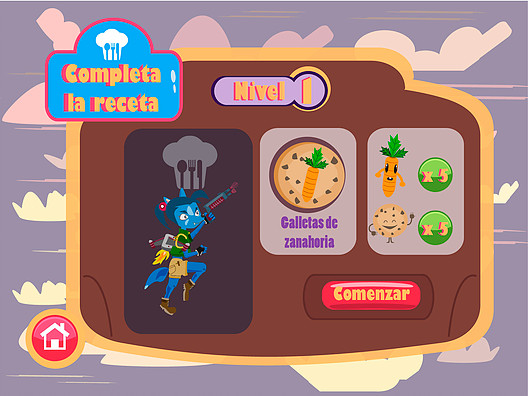 Completa
la receta
Nivel 1
Galletas de
zanahoria
x 5
x 5
Comenzar